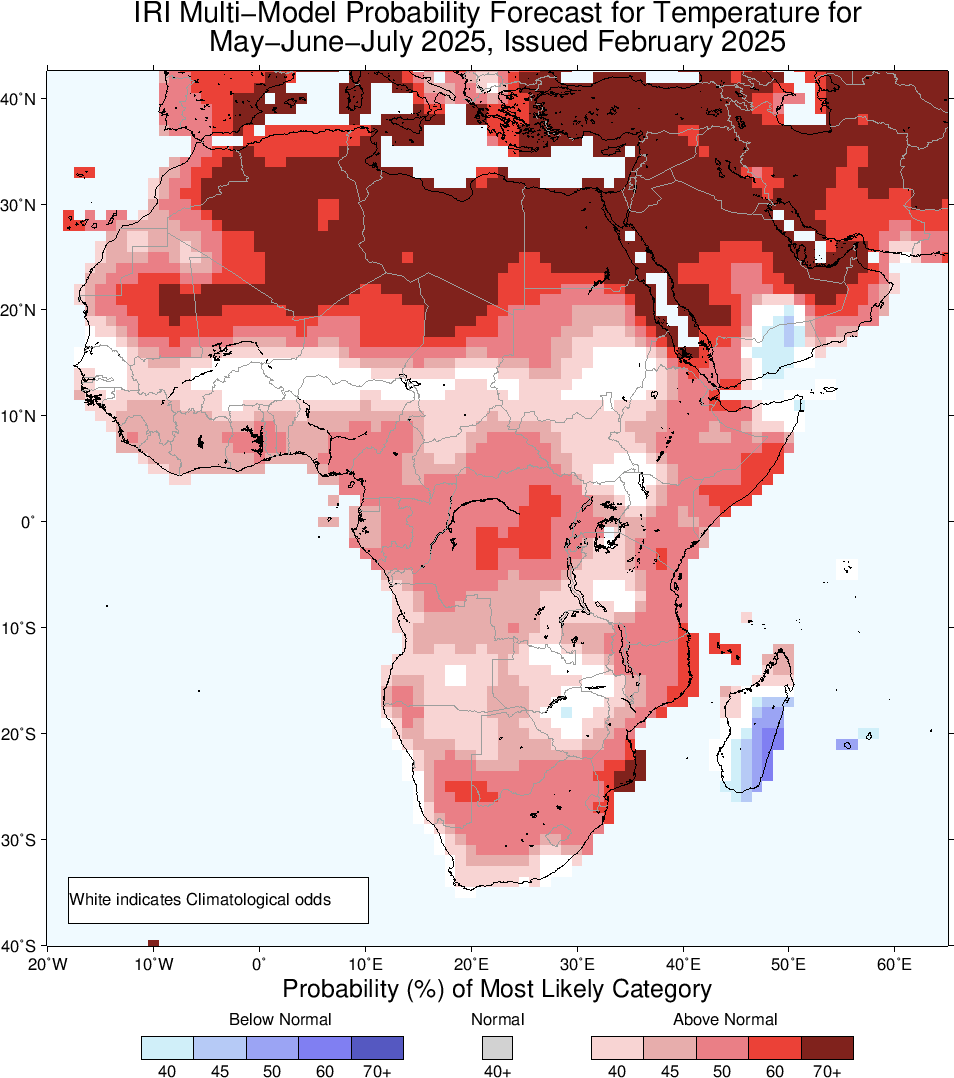 IRI Multi−Model Probability Forecast for Temperature for
May−June−July 2025, Issued February 2025
40˚N
30˚N
20˚N
10˚N
0˚
10˚S
20˚S
30˚S
White indicates Climatological odds
40˚S
20˚W 10˚W 0˚ 10˚E 20˚E 30˚E 40˚E 50˚E 60˚E
Probability (%) of Most Likely Category
Below Normal Normal Above Normal
40 45 50 60 70+ 40+ 40 45 50 60 70+